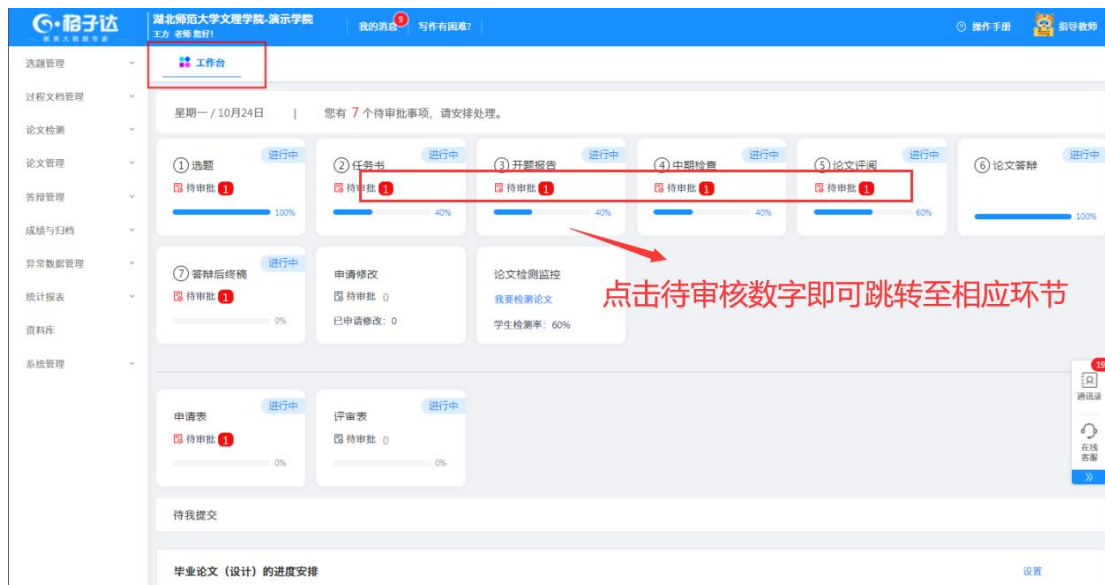 格子达
教育大数据专家
湖北师范大学文理学院-演示学院
王方 老师 您好!
我的消息 9
写作有困难?
操作手册
指导教师
选题管理
过程文档管理
论文检测
论文管理
答辩管理
成绩与归档
异常数据管理
统计报表
资料库
系统管理
工作台
星期一 / 10月24日 | 您有 7 个待审批事项, 请安排处理。
① 选题 进行中
待审批 1
100%
② 任务书 进行中
待审批 1
40%
③ 开题报告 进行中
待审批 1
40%
④ 中期检查 进行中
待审批 1
40%
⑤ 论文评阅 进行中
待审批 1
60%
⑥ 论文答辩 进行中
100%
⑦ 答辩后终稿 进行中
待审批 1
0%
申请修改
待审批 0
已申请修改: 0
论文检测监控
我要检测论文
学生检测率: 60%
点击待审核数字即可跳转至相应环节
申请表 进行中
待审批 1
0%
评审表 进行中
待审批 0
0%
19
通讯录
在线
客服
待我提交
毕业论文(设计)的进度安排
设置